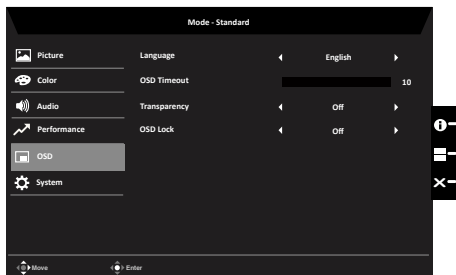 Mode - Standard
Picture
Language English
Color
OSD Timeout 10
Audio
Transparency Off
Performance
OSD Lock Off
OSD
System
Move Enter